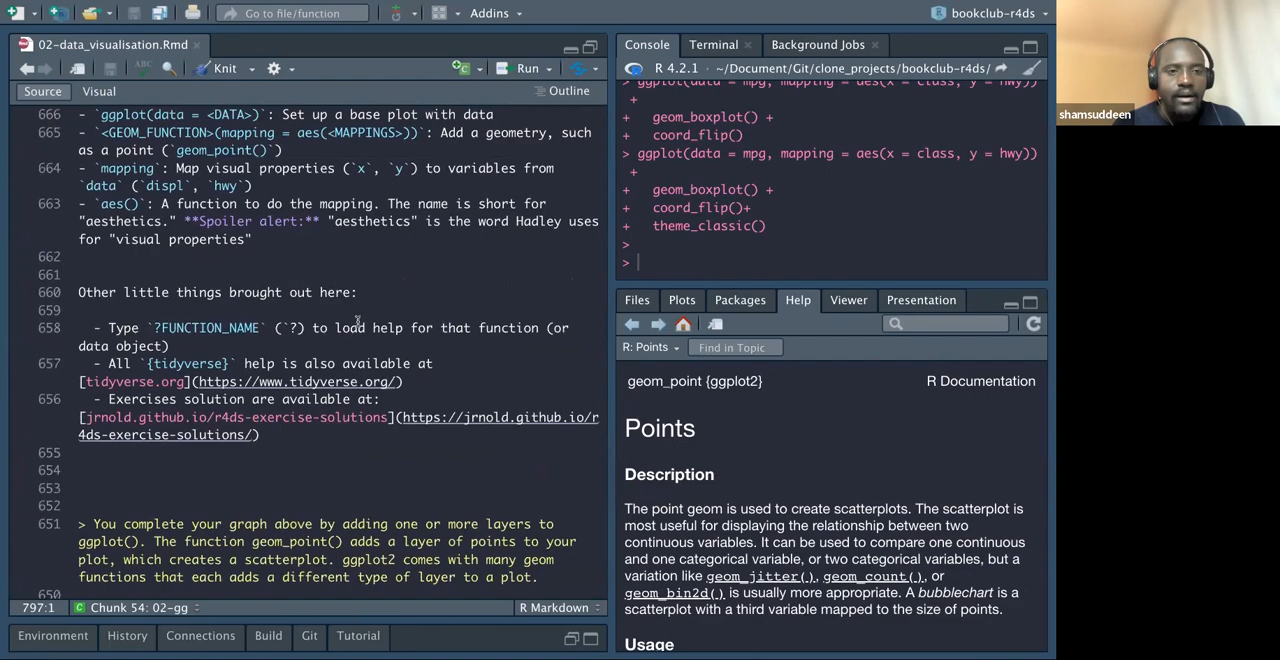 Go to file/function
Addins
bookclub-r4ds
02-data_visualisation.Rmd
Knit
Run
Source
Visual
Outline
666 - `ggplot(data = <DATA>)`: Set up a base plot with data
665 - `<GEOM_FUNCTION(mapping = aes(<MAPPINGS>))`: Add a geometry, such
as a point (`geom_point()`)
664 - `mapping`: Map visual properties (`x`, `y`) to variables from
`data` (`displ`, `hwy`)
663 - `aes()`: A function to do the mapping. The name is short for
"aesthetics." **Spoiler alert:** "aesthetics" is the word Hadley uses
for "visual properties"
662
661
660 Other little things brought out here:
659
658 - Type `?FUNCTION_NAME` (`?) to load help for that function (or
data object)
657 - All `{tidyverse}` help is also available at
[tidyverse.org](https://www.tidyverse.org/)
656 - Exercises solution are available at:
[jrnold.github.io/r4ds-exercise-solutions](https://jrnold.github.io/r
4ds-exercise-solutions/)
655
654
653
652
651 > You complete your graph above by adding one or more layers to
ggplot(). The function geom_point() adds a layer of points to your
plot, which creates a scatterplot. ggplot2 comes with many geom
functions that each adds a different type of layer to a plot.
650
797:1
Chunk 54: 02-gg
R Markdown
Environment
History
Connections
Build
Git
Tutorial
Console
Terminal
Background Jobs
R 4.2.1 · ~/Document/Git/clone_projects/bookclub-r4ds/
> ggplot(data = mpg, mapping = aes(x = class, y = hwy))
+
+ geom_boxplot() +
+ coord_flip()
> ggplot(data = mpg, mapping = aes(x = class, y = hwy))
+
+ geom_boxplot() +
+ coord_flip()+
+ theme_classic()
>
>
Files
Plots
Packages
Help
Viewer
Presentation
R: Points
Find in Topic
geom_point {ggplot2}
R Documentation
Points
Description
The point geom is used to create scatterplots. The scatterplot is
most useful for displaying the relationship between two
continuous variables. It can be used to compare one continuous
and one categorical variable, or two categorical variables, but a
variation like geom_jitter(), geom_count(), or
geom_bin2d() is usually more appropriate. A bubblechart is a
scatterplot with a third variable mapped to the size of points.
Usage
shamsuddeen